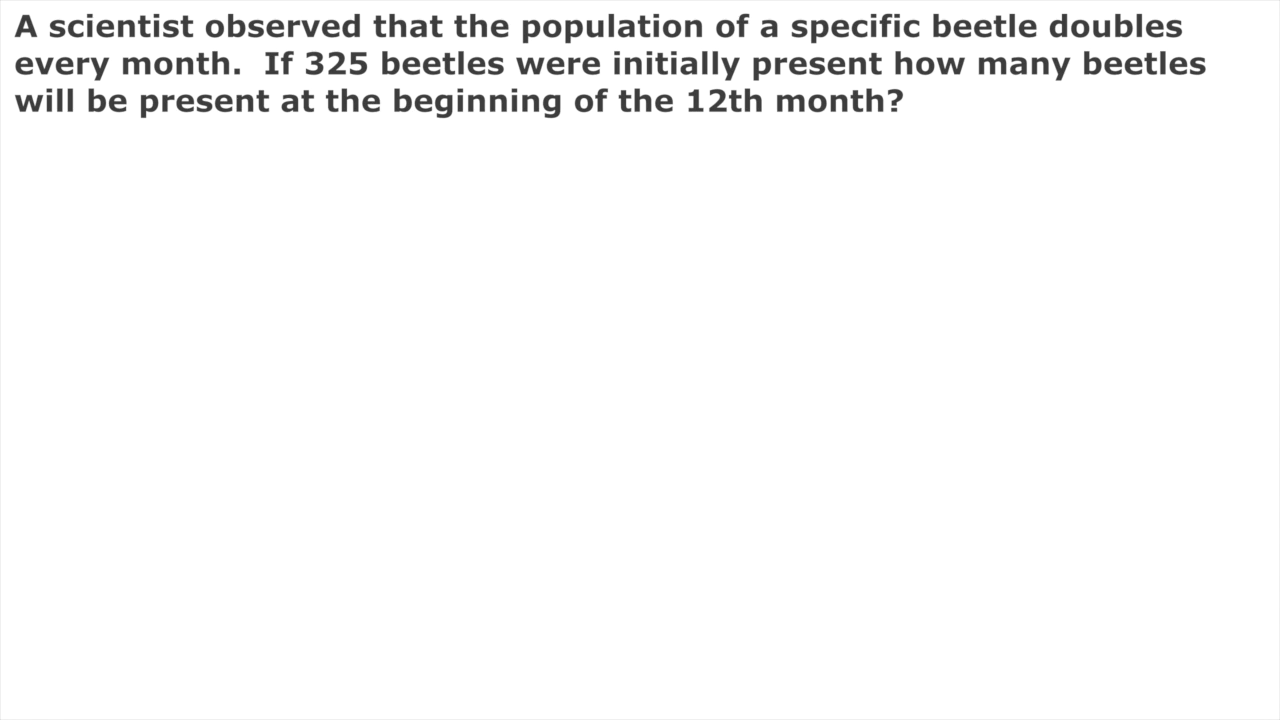 A scientist observed that the population of a specific beetle doubles
every month.  If 325 beetles were initially present how many beetles
will be present at the beginning of the 12th month?